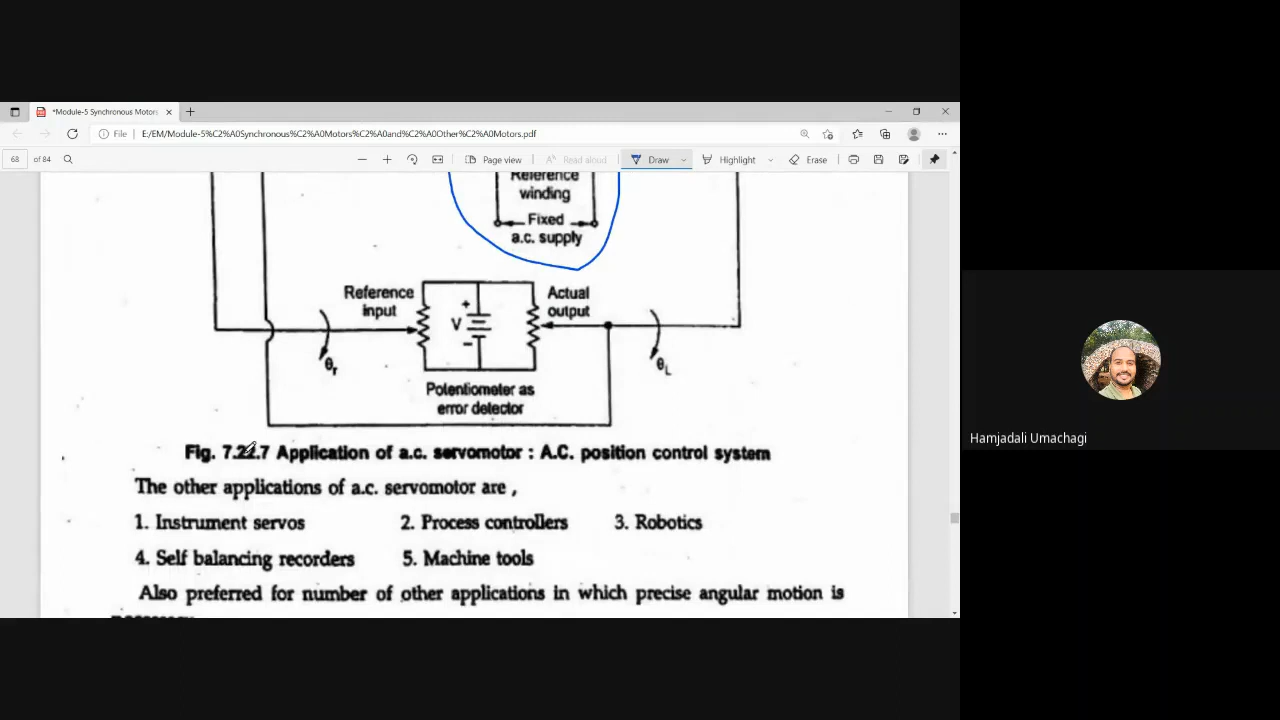 *Module-5 Synchronous Motors
File E:/EM/Module-5%C2%A0Synchronous%C2%A0Motors%C2%A0and%C2%A0Other%C2%A0Motors.pdf
68 of 84 Page view Read aloud Draw Highlight Erase
Reference
winding
Fixed
a.c. supply
Reference
input
Actual
output
+
V
−
θr
θL
Potentiometer as
error detector
Fig. 7.22.7 Application of a.c. servomotor : A.C. position control system
The other applications of a.c. servomotor are ,
1. Instrument servos 2. Process controllers 3. Robotics
4. Self balancing recorders 5. Machine tools
Also preferred for number of other applications in which precise angular motion is
Hamjadali Umachagi